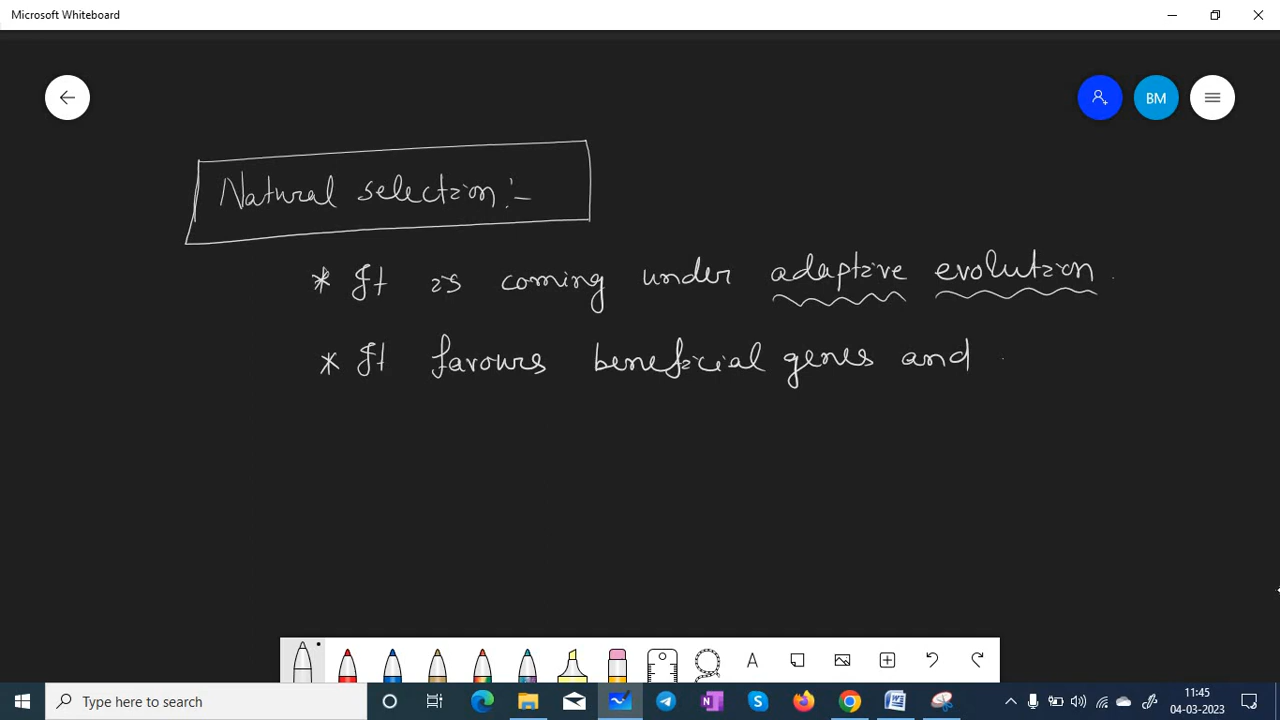 Microsoft Whiteboard
BM
Natural selection :-
* It is coming under adaptive evolution.
* It favours beneficial genes and
A
Type here to search
11:45
04-03-2023